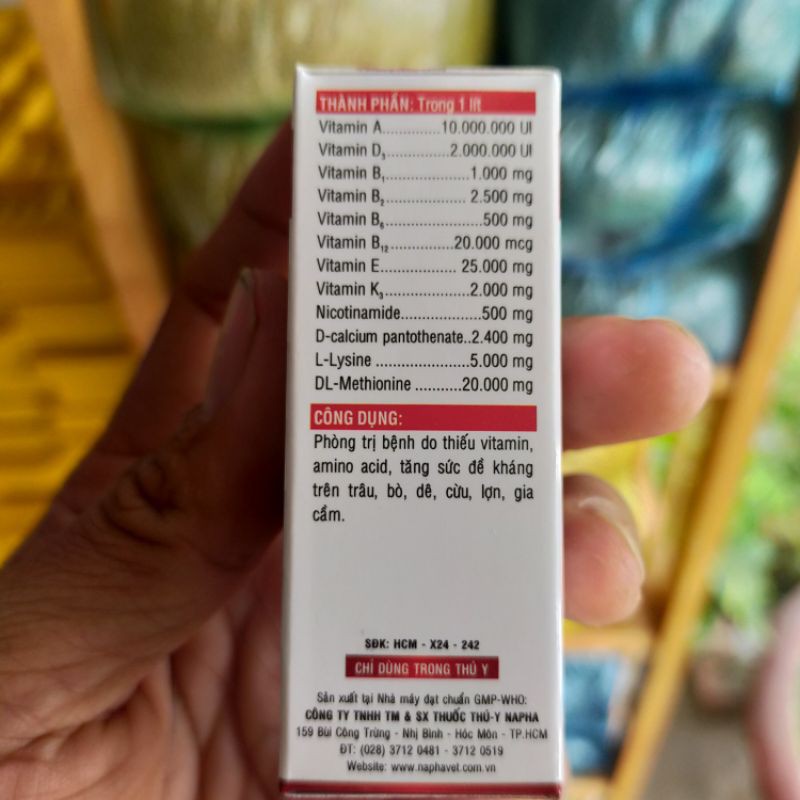 THÀNH PHẦN: Trong 1 lít
Vitamin A..............10.000.000 UI
Vitamin D₃..............2.000.000 UI
Vitamin B₁.......................1.000 mg
Vitamin B₂....................... 2.500 mg
Vitamin B₆..........................500 mg
Vitamin B₁₂..................20.000 mcg
Vitamin E..................... 25.000 mg
Vitamin K₃.......................2.000 mg
Nicotinamide....................500 mg
D-calcium pantothenate..2.400 mg
L-Lysine ........................5.000 mg
DL-Methionine ...........20.000 mg
CÔNG DỤNG:
Phòng trị bệnh do thiếu vitamin,
amino acid, tăng sức đề kháng
trên trâu, bò, dê, cừu, lợn, gia
cầm.
SĐK: HCM - X24 - 242
CHỈ DÙNG TRONG THÚ Y
Sản xuất tại Nhà máy đạt chuẩn GMP-WHO:
CÔNG TY TNHH TM & SX THUỐC THÚ-Y NAPHA
159 Bùi Công Trừng - Nhị Bình - Hóc Môn - TP.HCM
ĐT: (028) 3712 0481 - 3712 0519
Website: www.naphavet.com.vn